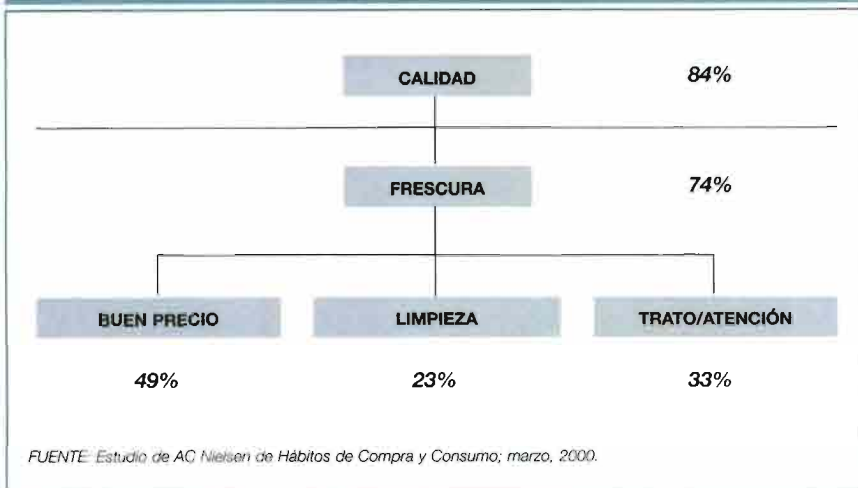 CALIDAD 84%
FRESCURA 74%
BUEN PRECIO LIMPIEZA TRATO/ATENCIÓN
49% 23% 33%
FUENTE: Estudio de AC Nielsen de Hábitos de Compra y Consumo; marzo, 2000.